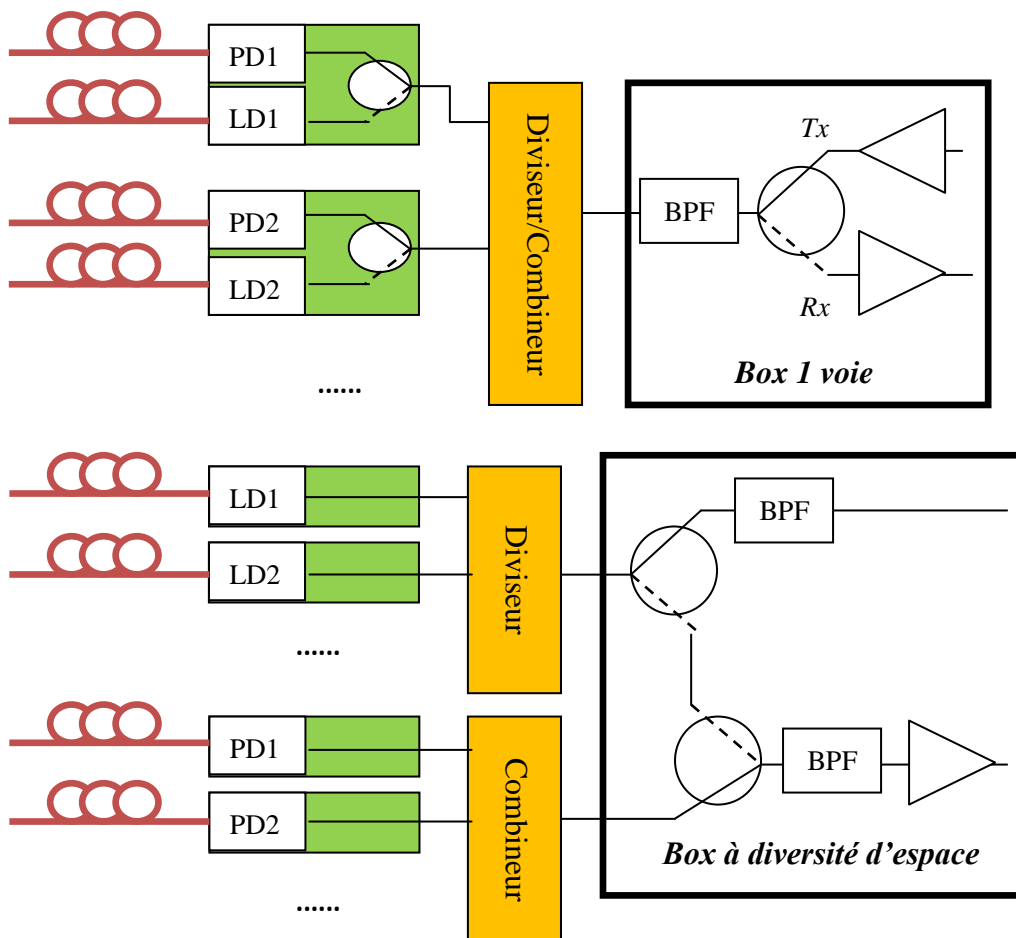 PD1
LD1
PD2
LD2
......
Diviseur/Combineur
BPF
Tx
Rx
Box 1 voie
LD1
LD2
......
Diviseur
BPF
PD1
PD2
......
Combineur
BPF
Box à diversité d’espace